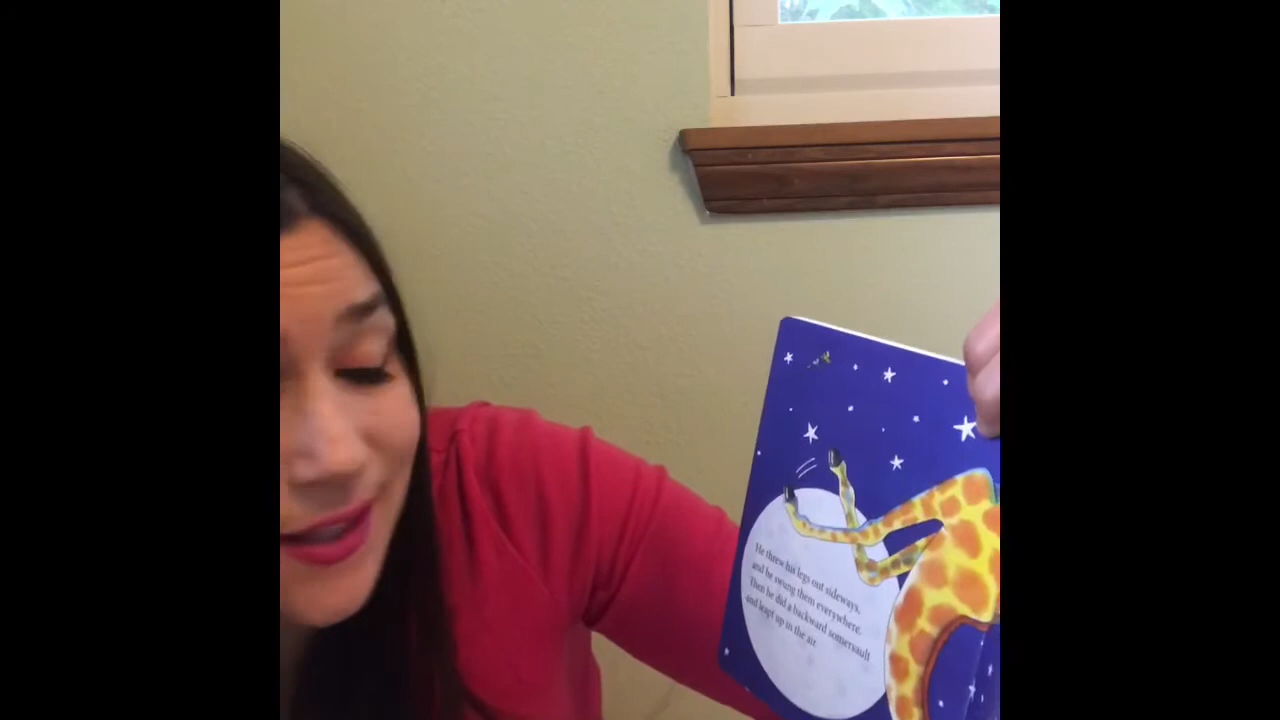 He threw his legs out sideways,
and he swung them everywhere.
Then he did a backward somersault
and leapt up in the air.